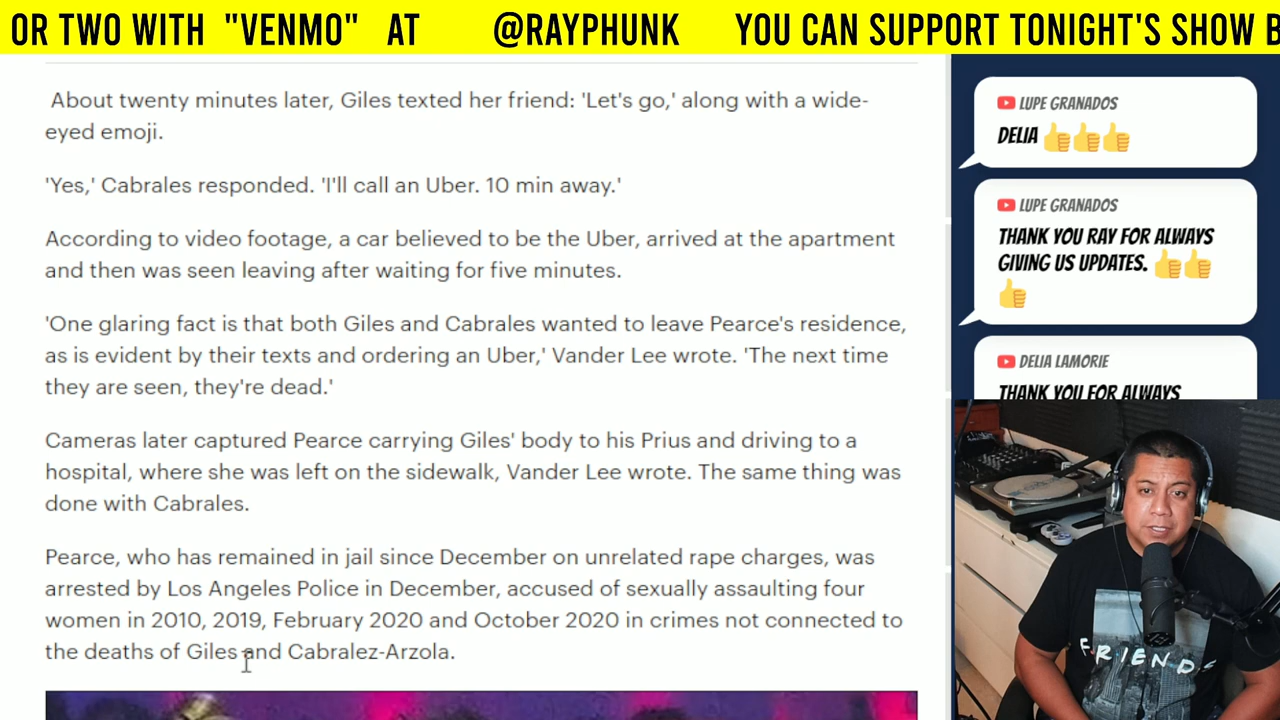 OR TWO WITH "VENMO" AT @RAYPHUNK YOU CAN SUPPORT TONIGHT'S SHOW B
About twenty minutes later, Giles texted her friend: 'Let's go,' along with a wide-
eyed emoji.
'Yes,' Cabrales responded. 'I'll call an Uber. 10 min away.'
According to video footage, a car believed to be the Uber, arrived at the apartment
and then was seen leaving after waiting for five minutes.
'One glaring fact is that both Giles and Cabrales wanted to leave Pearce's residence,
as is evident by their texts and ordering an Uber,' Vander Lee wrote. 'The next time
they are seen, they're dead.'
Cameras later captured Pearce carrying Giles' body to his Prius and driving to a
hospital, where she was left on the sidewalk, Vander Lee wrote. The same thing was
done with Cabrales.
Pearce, who has remained in jail since December on unrelated rape charges, was
arrested by Los Angeles Police in December, accused of sexually assaulting four
women in 2010, 2019, February 2020 and October 2020 in crimes not connected to
the deaths of Giles and Cabralez-Arzola.
LUPE GRANADOS
DELIA 👍👍👍
LUPE GRANADOS
THANK YOU RAY FOR ALWAYS
GIVING US UPDATES. 👍👍
👍
DELIA LAMORIE
THANK YOU FOR ALWAYS
FRIENDS